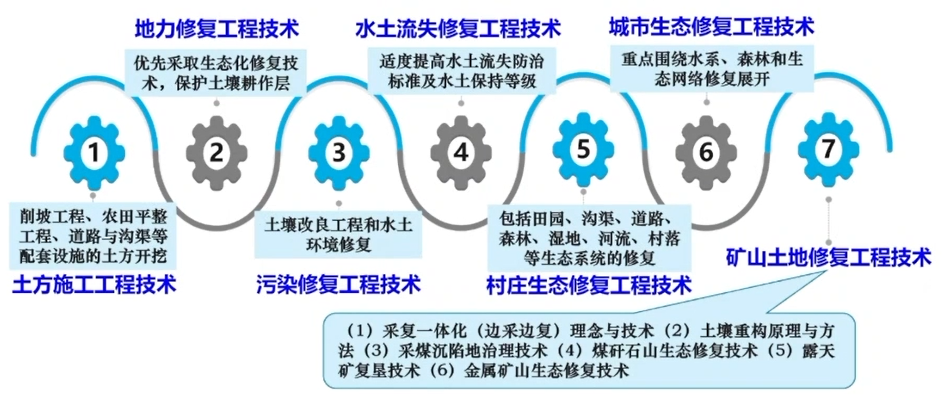 地力修复工程技术
水土流失修复工程技术
城市生态修复工程技术
优先采取生态化修复技
术，保护土壤耕作层
适度提高水土流失防治
标准及水土保持等级
重点围绕水系、森林和生
态网络修复展开
1
2
3
4
5
6
7
削坡工程、农田平整
工程、道路与沟渠等
配套设施的土方开挖
土方施工工程技术
土壤改良工程和水土
环境修复
污染修复工程技术
包括田园、沟渠、道路、
森林、湿地、河流、村落
等生态系统的修复
村庄生态修复工程技术
矿山土地修复工程技术
（1）采复一体化（边采边复）理念与技术（2）土壤重构原理与方
法（3）采煤沉陷地治理技术（4）煤矸石山生态修复技术（5）露天
矿复垦技术（6）金属矿山生态修复技术